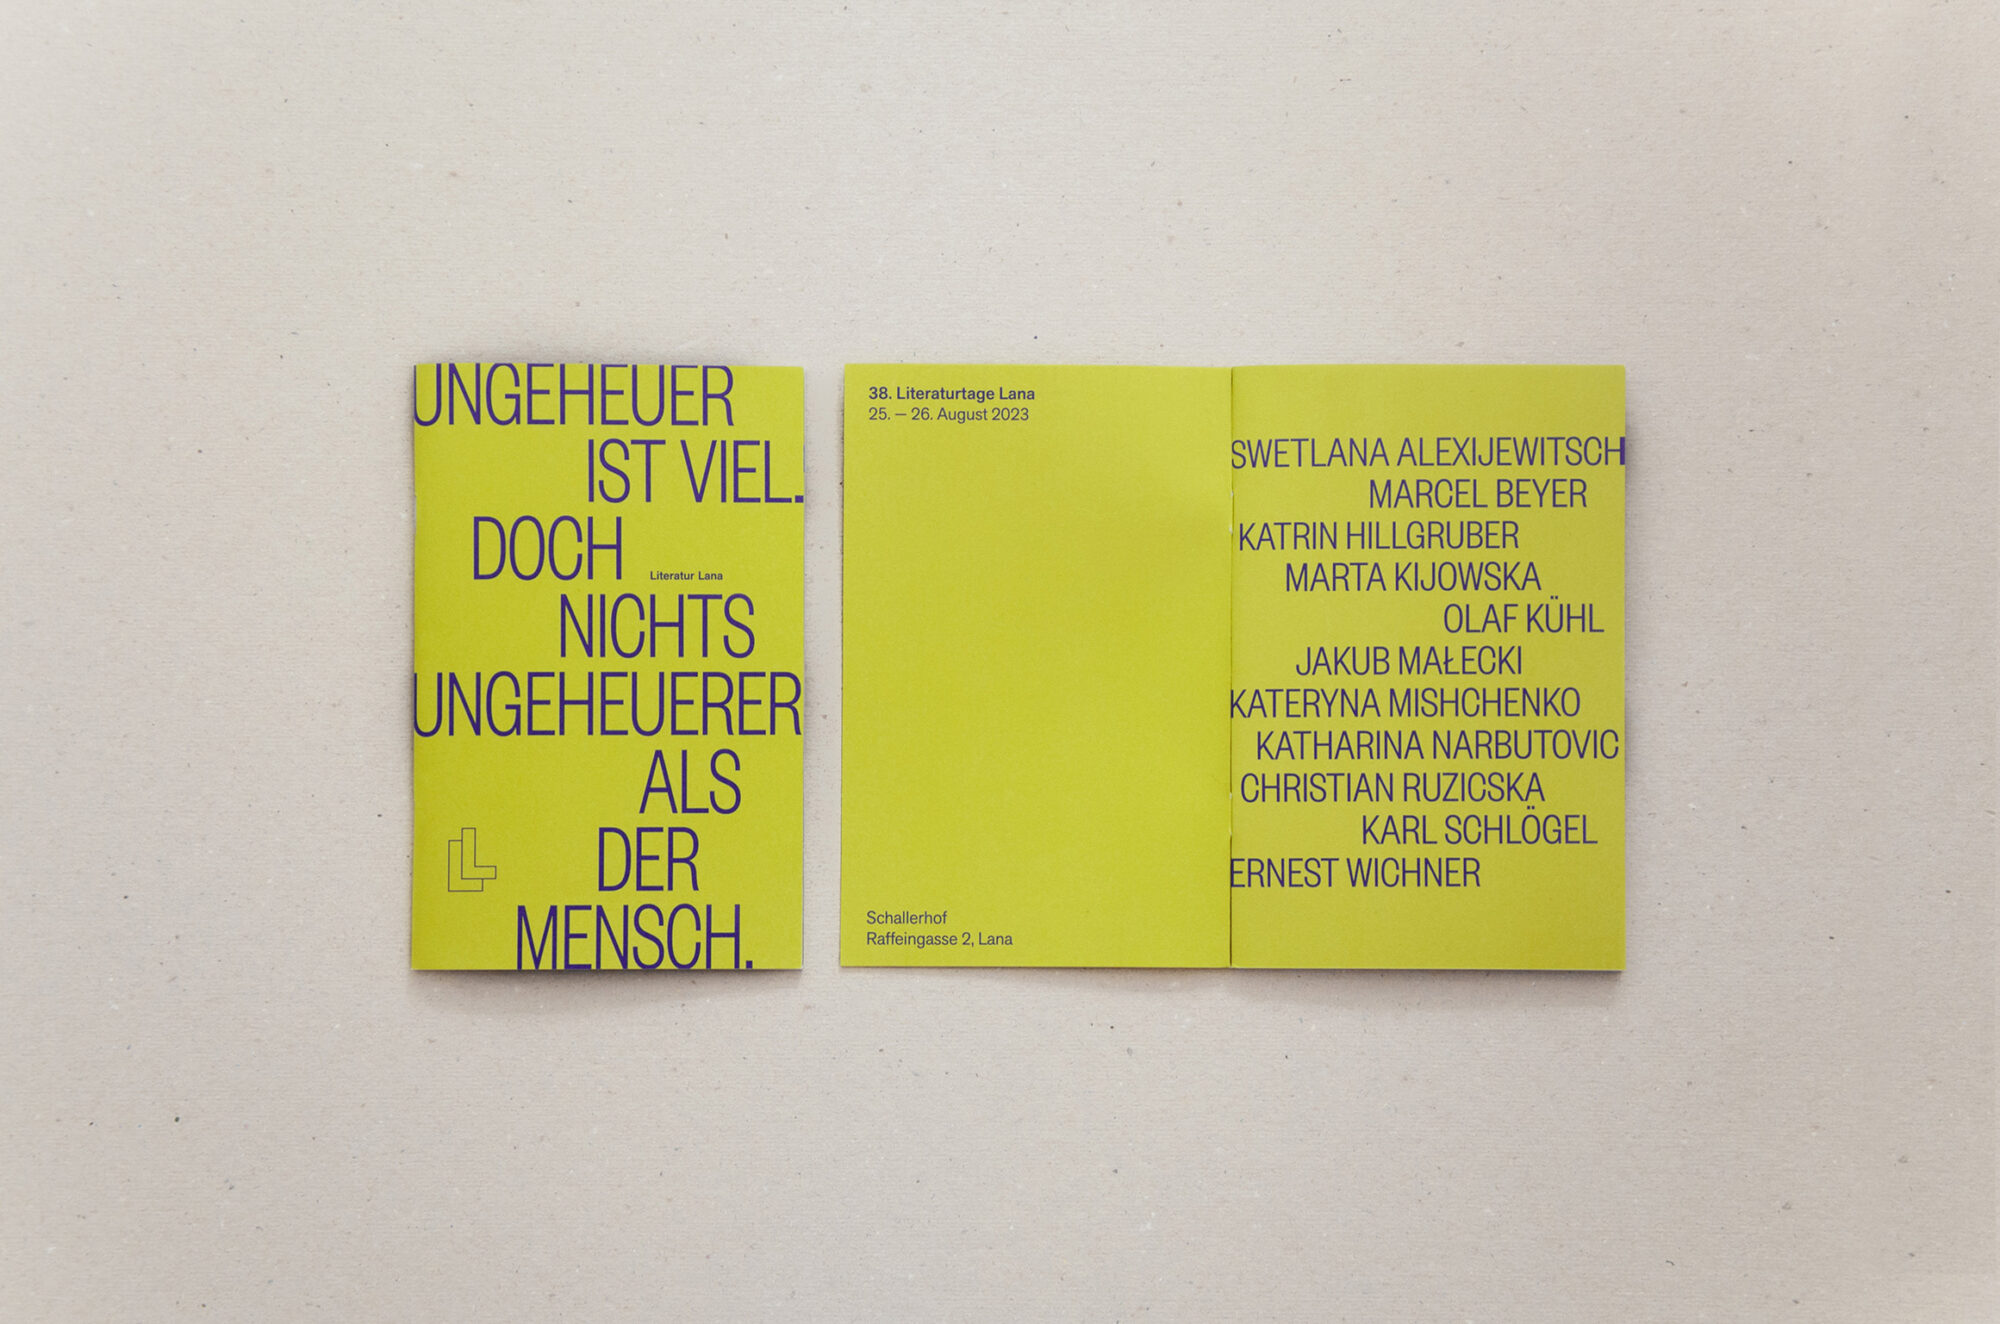 UNGEHEUER
IST VIEL.
DOCH
Literatur Lana
NICHTS
UNGEHEUERER
ALS
DER
MENSCH.
LL
38. Literaturtage Lana
25. – 26. August 2023
Schallerhof
Raffeingasse 2, Lana
SWETLANA ALEXIJEWITSCH
MARCEL BEYER
KATRIN HILLGRUBER
MARTA KIJOWSKA
OLAF KÜHL
JAKUB MAŁECKI
KATERYNA MISHCHENKO
KATHARINA NARBUTOVIC
CHRISTIAN RUZICSKA
KARL SCHLÖGEL
ERNEST WICHNER